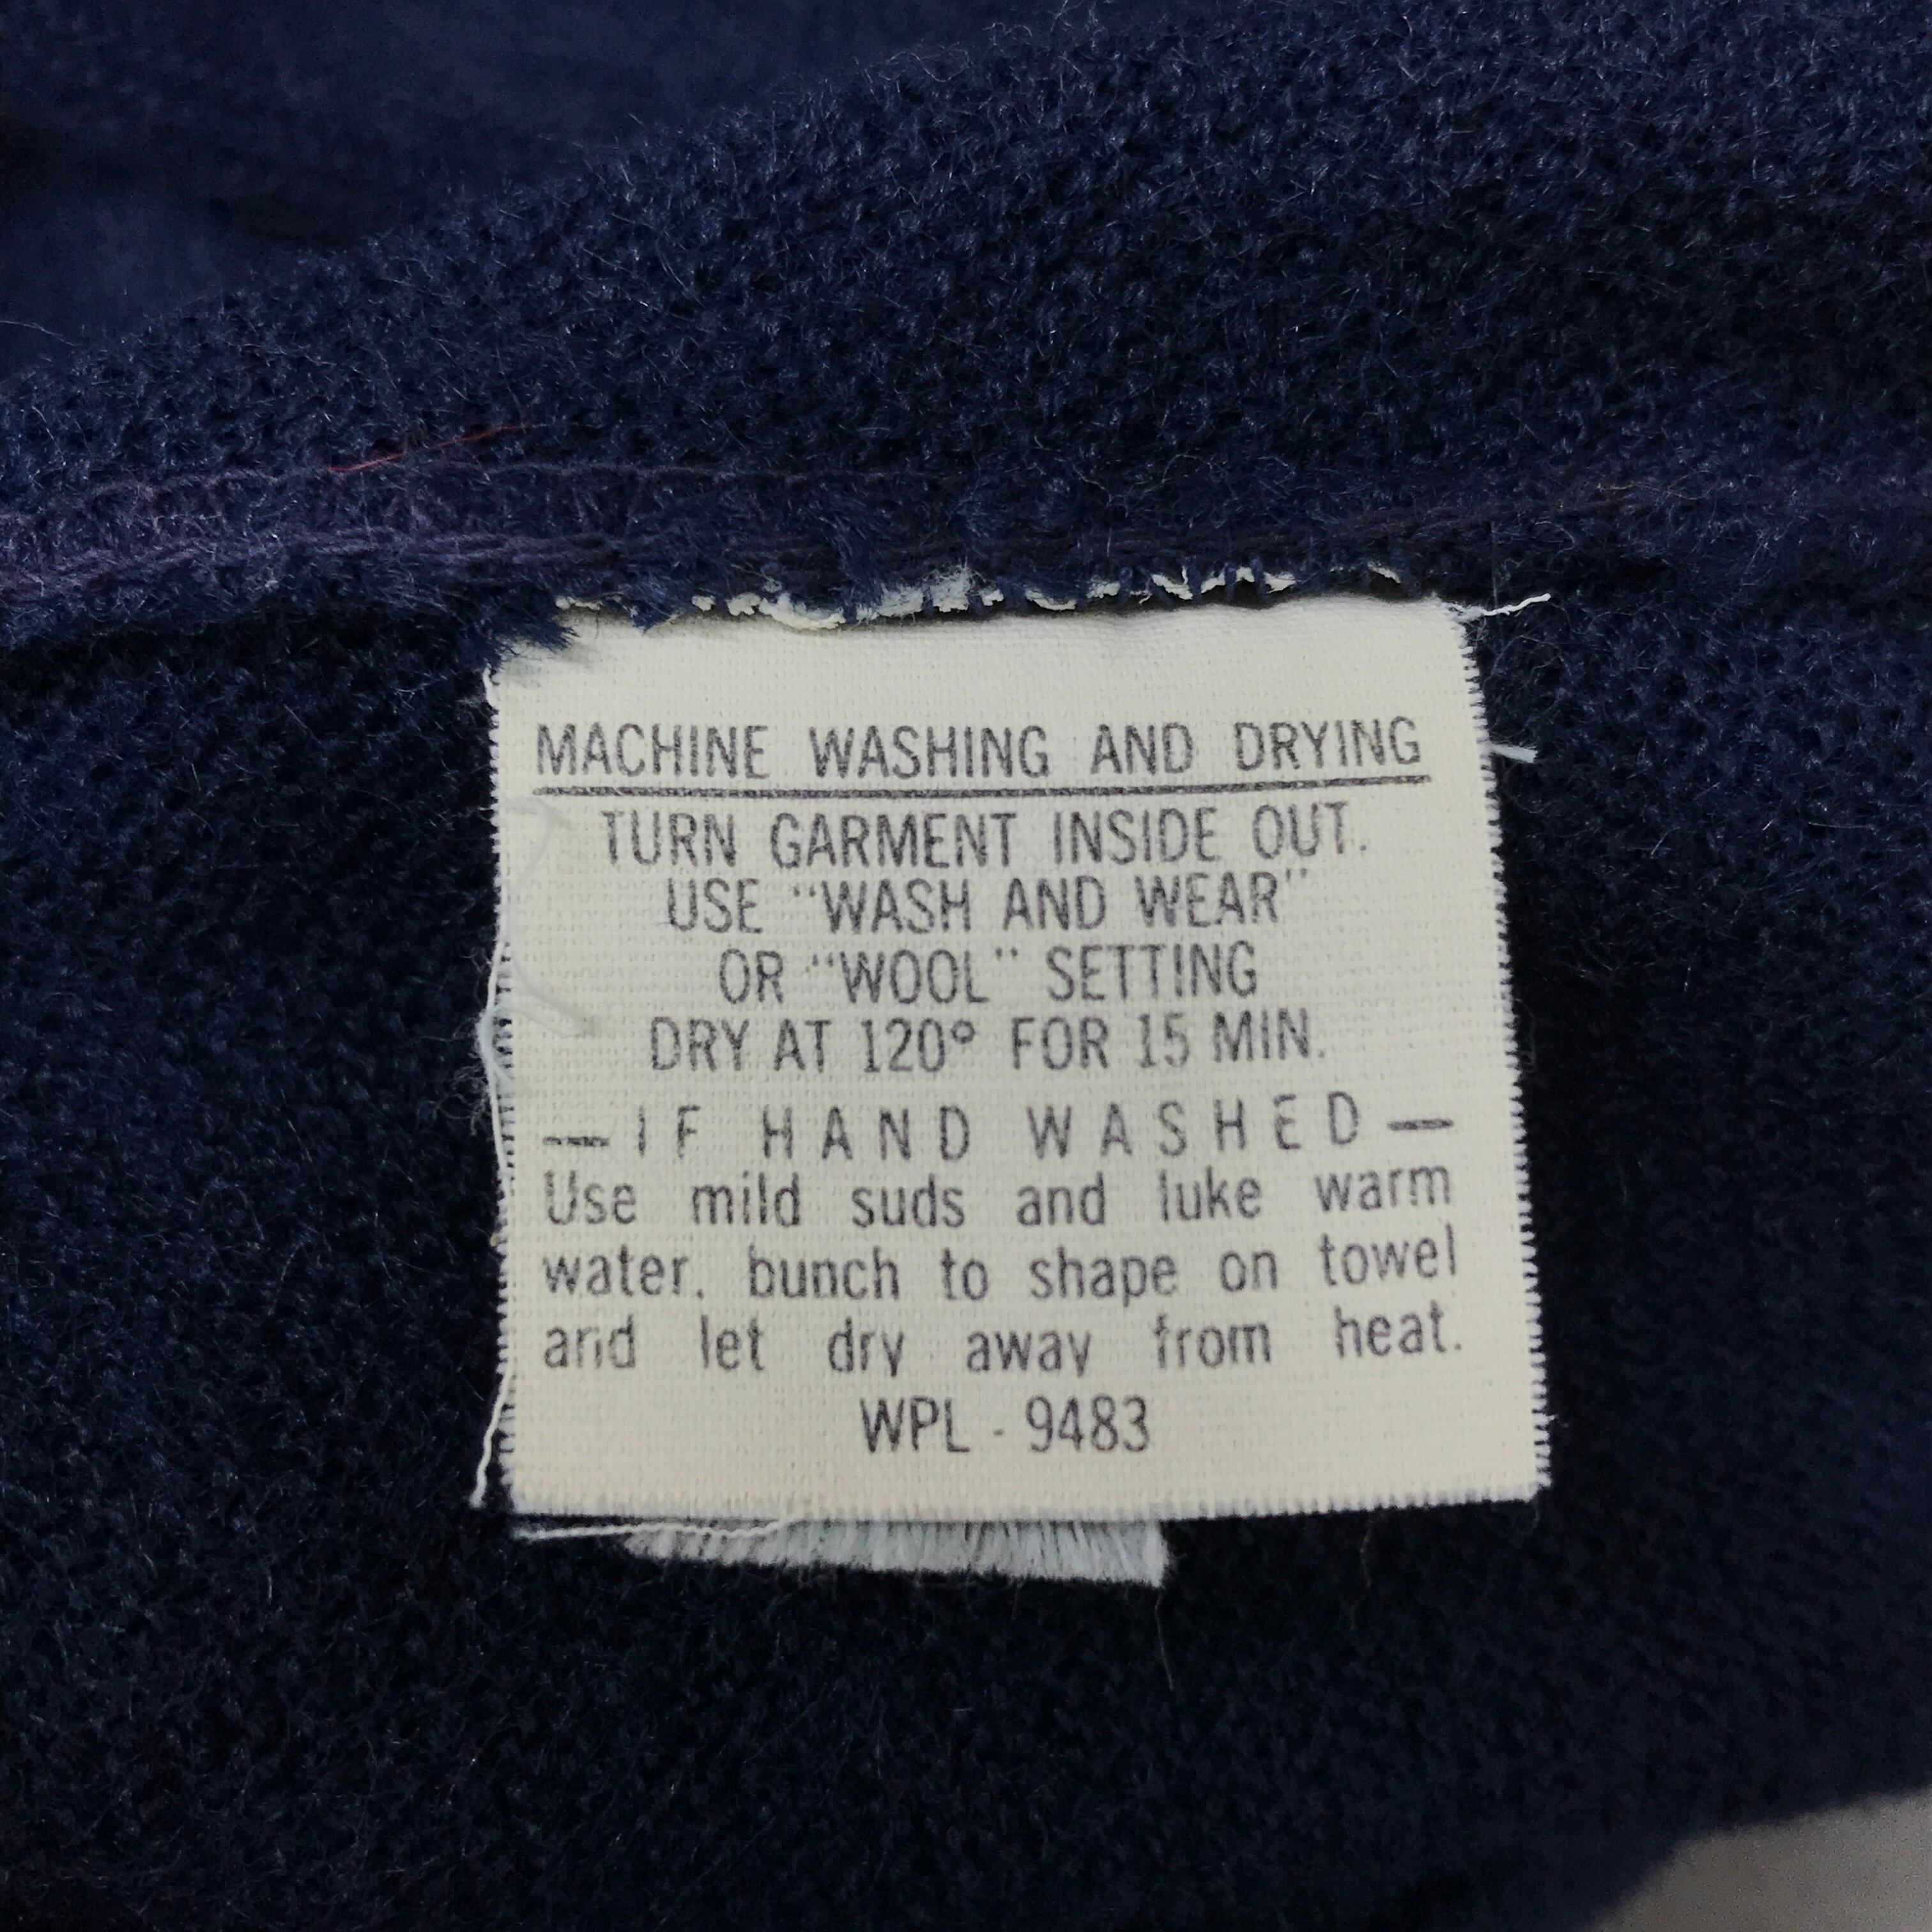 MACHINE WASHING AND DRYING
TURN GARMENT INSIDE OUT.
USE "WASH AND WEAR"
OR "WOOL" SETTING
DRY AT 120° FOR 15 MIN.
— IF HAND WASHED —
Use mild suds and luke warm
water. bunch to shape on towel
and let dry away from heat.
WPL - 9483